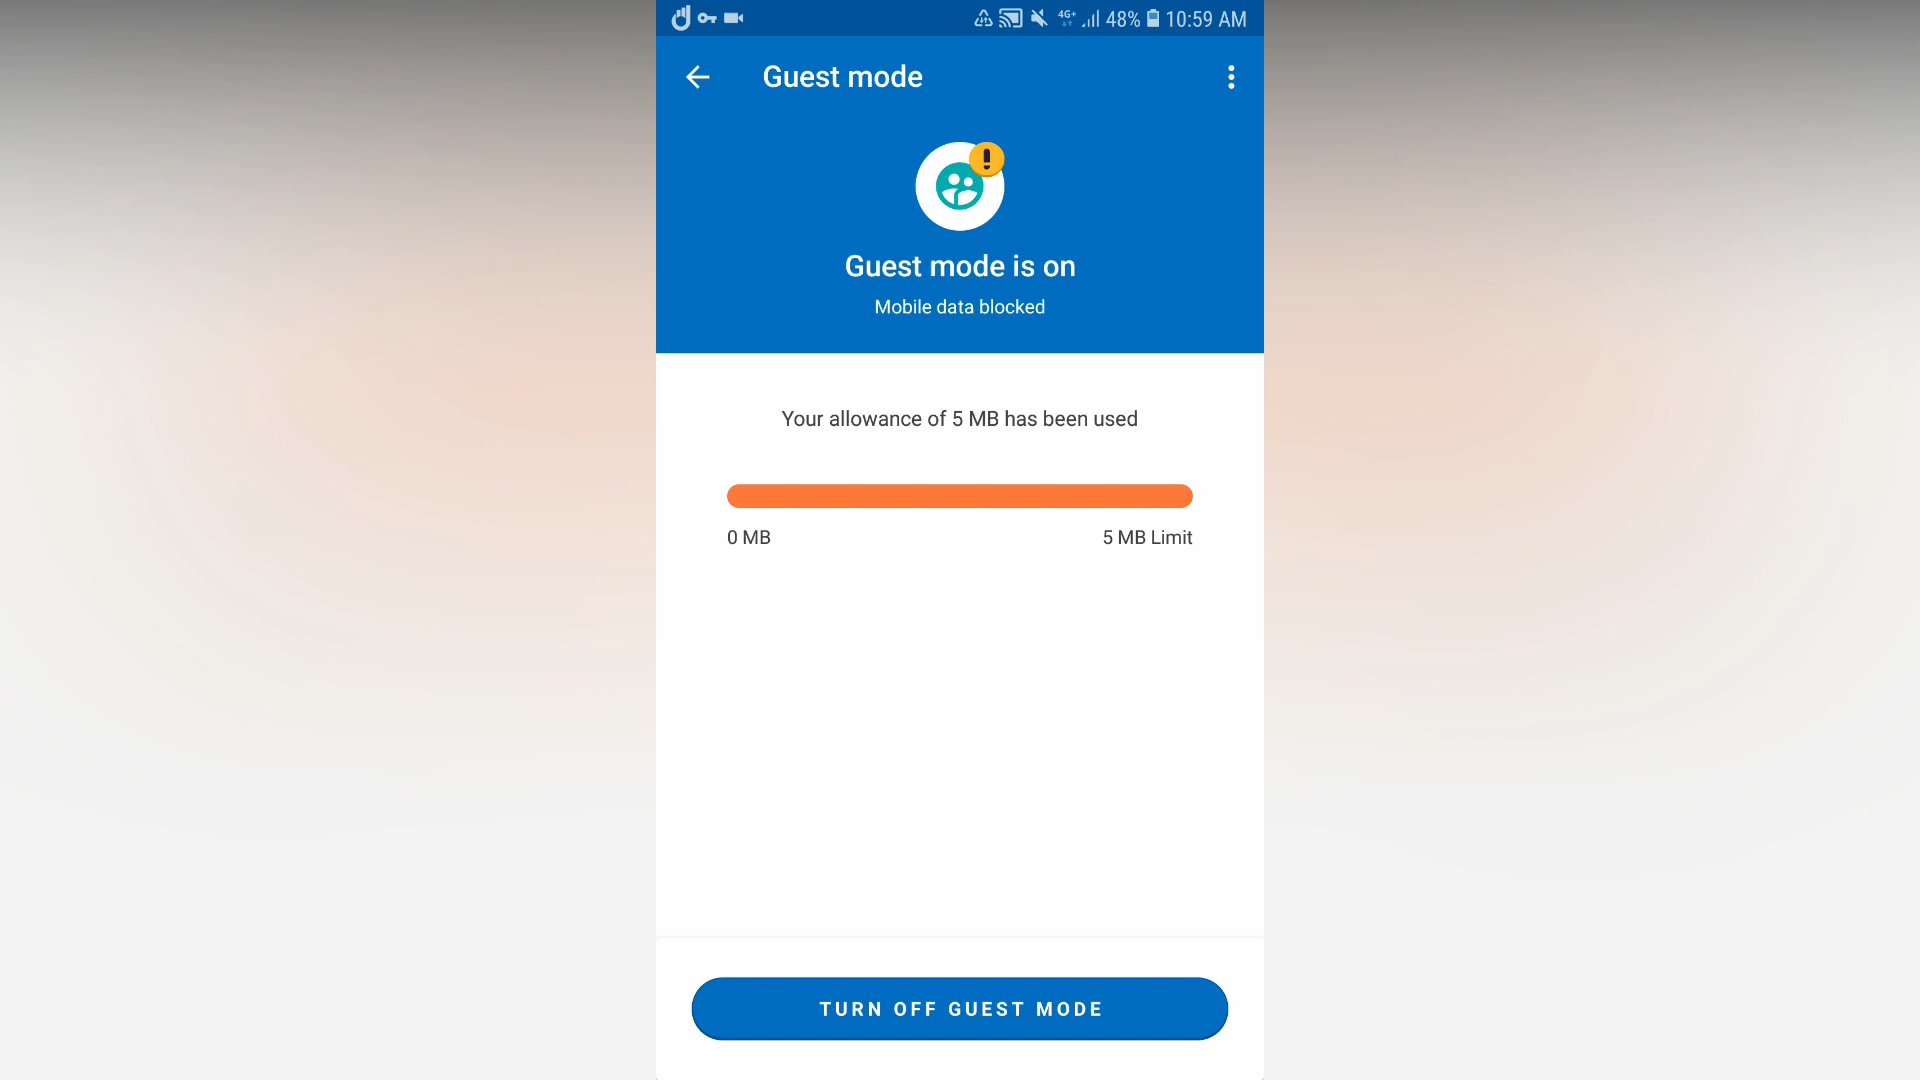 4G+ 48% 10:59 AM
Guest mode
Guest mode is on
Mobile data blocked
Your allowance of 5 MB has been used
0 MB
5 MB Limit
TURN OFF GUEST MODE